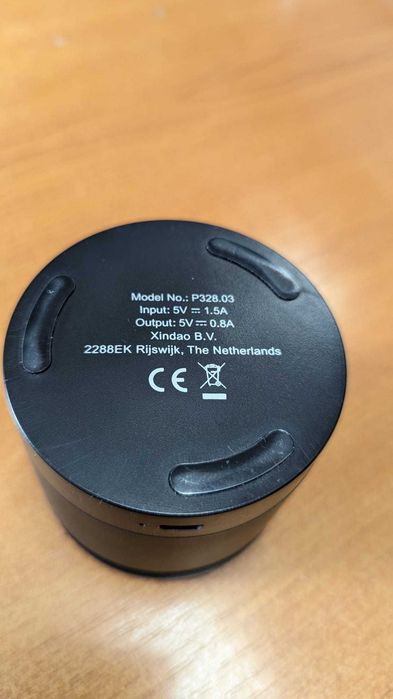 Model No.: P328.03
Input: 5V ⎓ 1.5A
Output: 5V ⎓ 0.8A
Xindao B.V.
2288EK Rijswijk, The Netherlands
CE